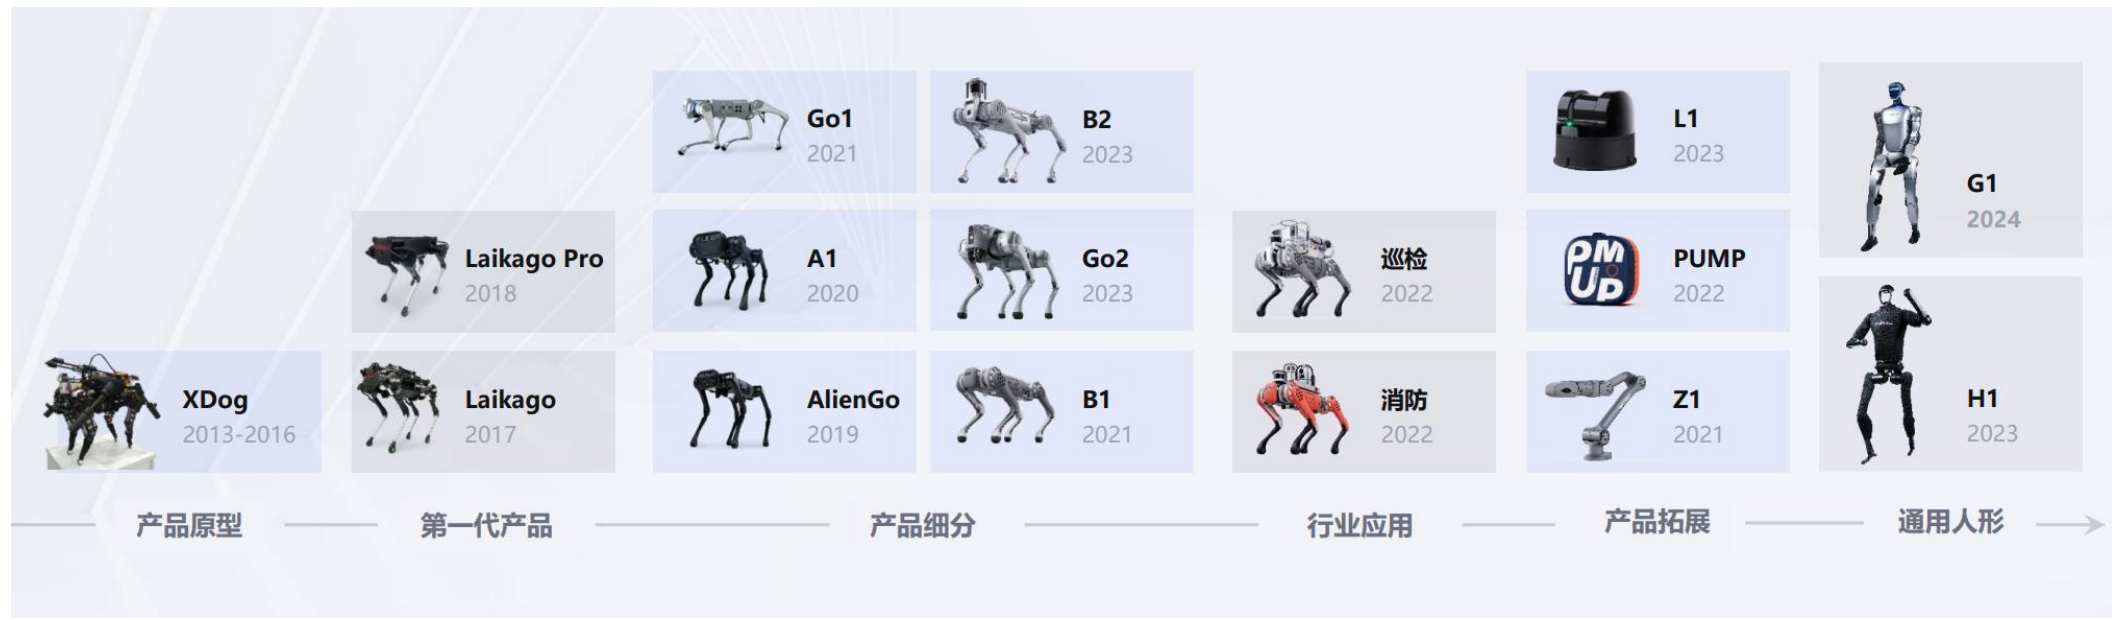 XDog
2013-2016
产品原型
Laikago Pro
2018
Laikago
2017
第一代产品
Go1
2021
A1
2020
AlienGo
2019
B2
2023
Go2
2023
B1
2021
产品细分
巡检
2022
消防
2022
行业应用
L1
2023
PM
UP
PUMP
2022
Z1
2021
产品拓展
G1
2024
H1
2023
通用人形